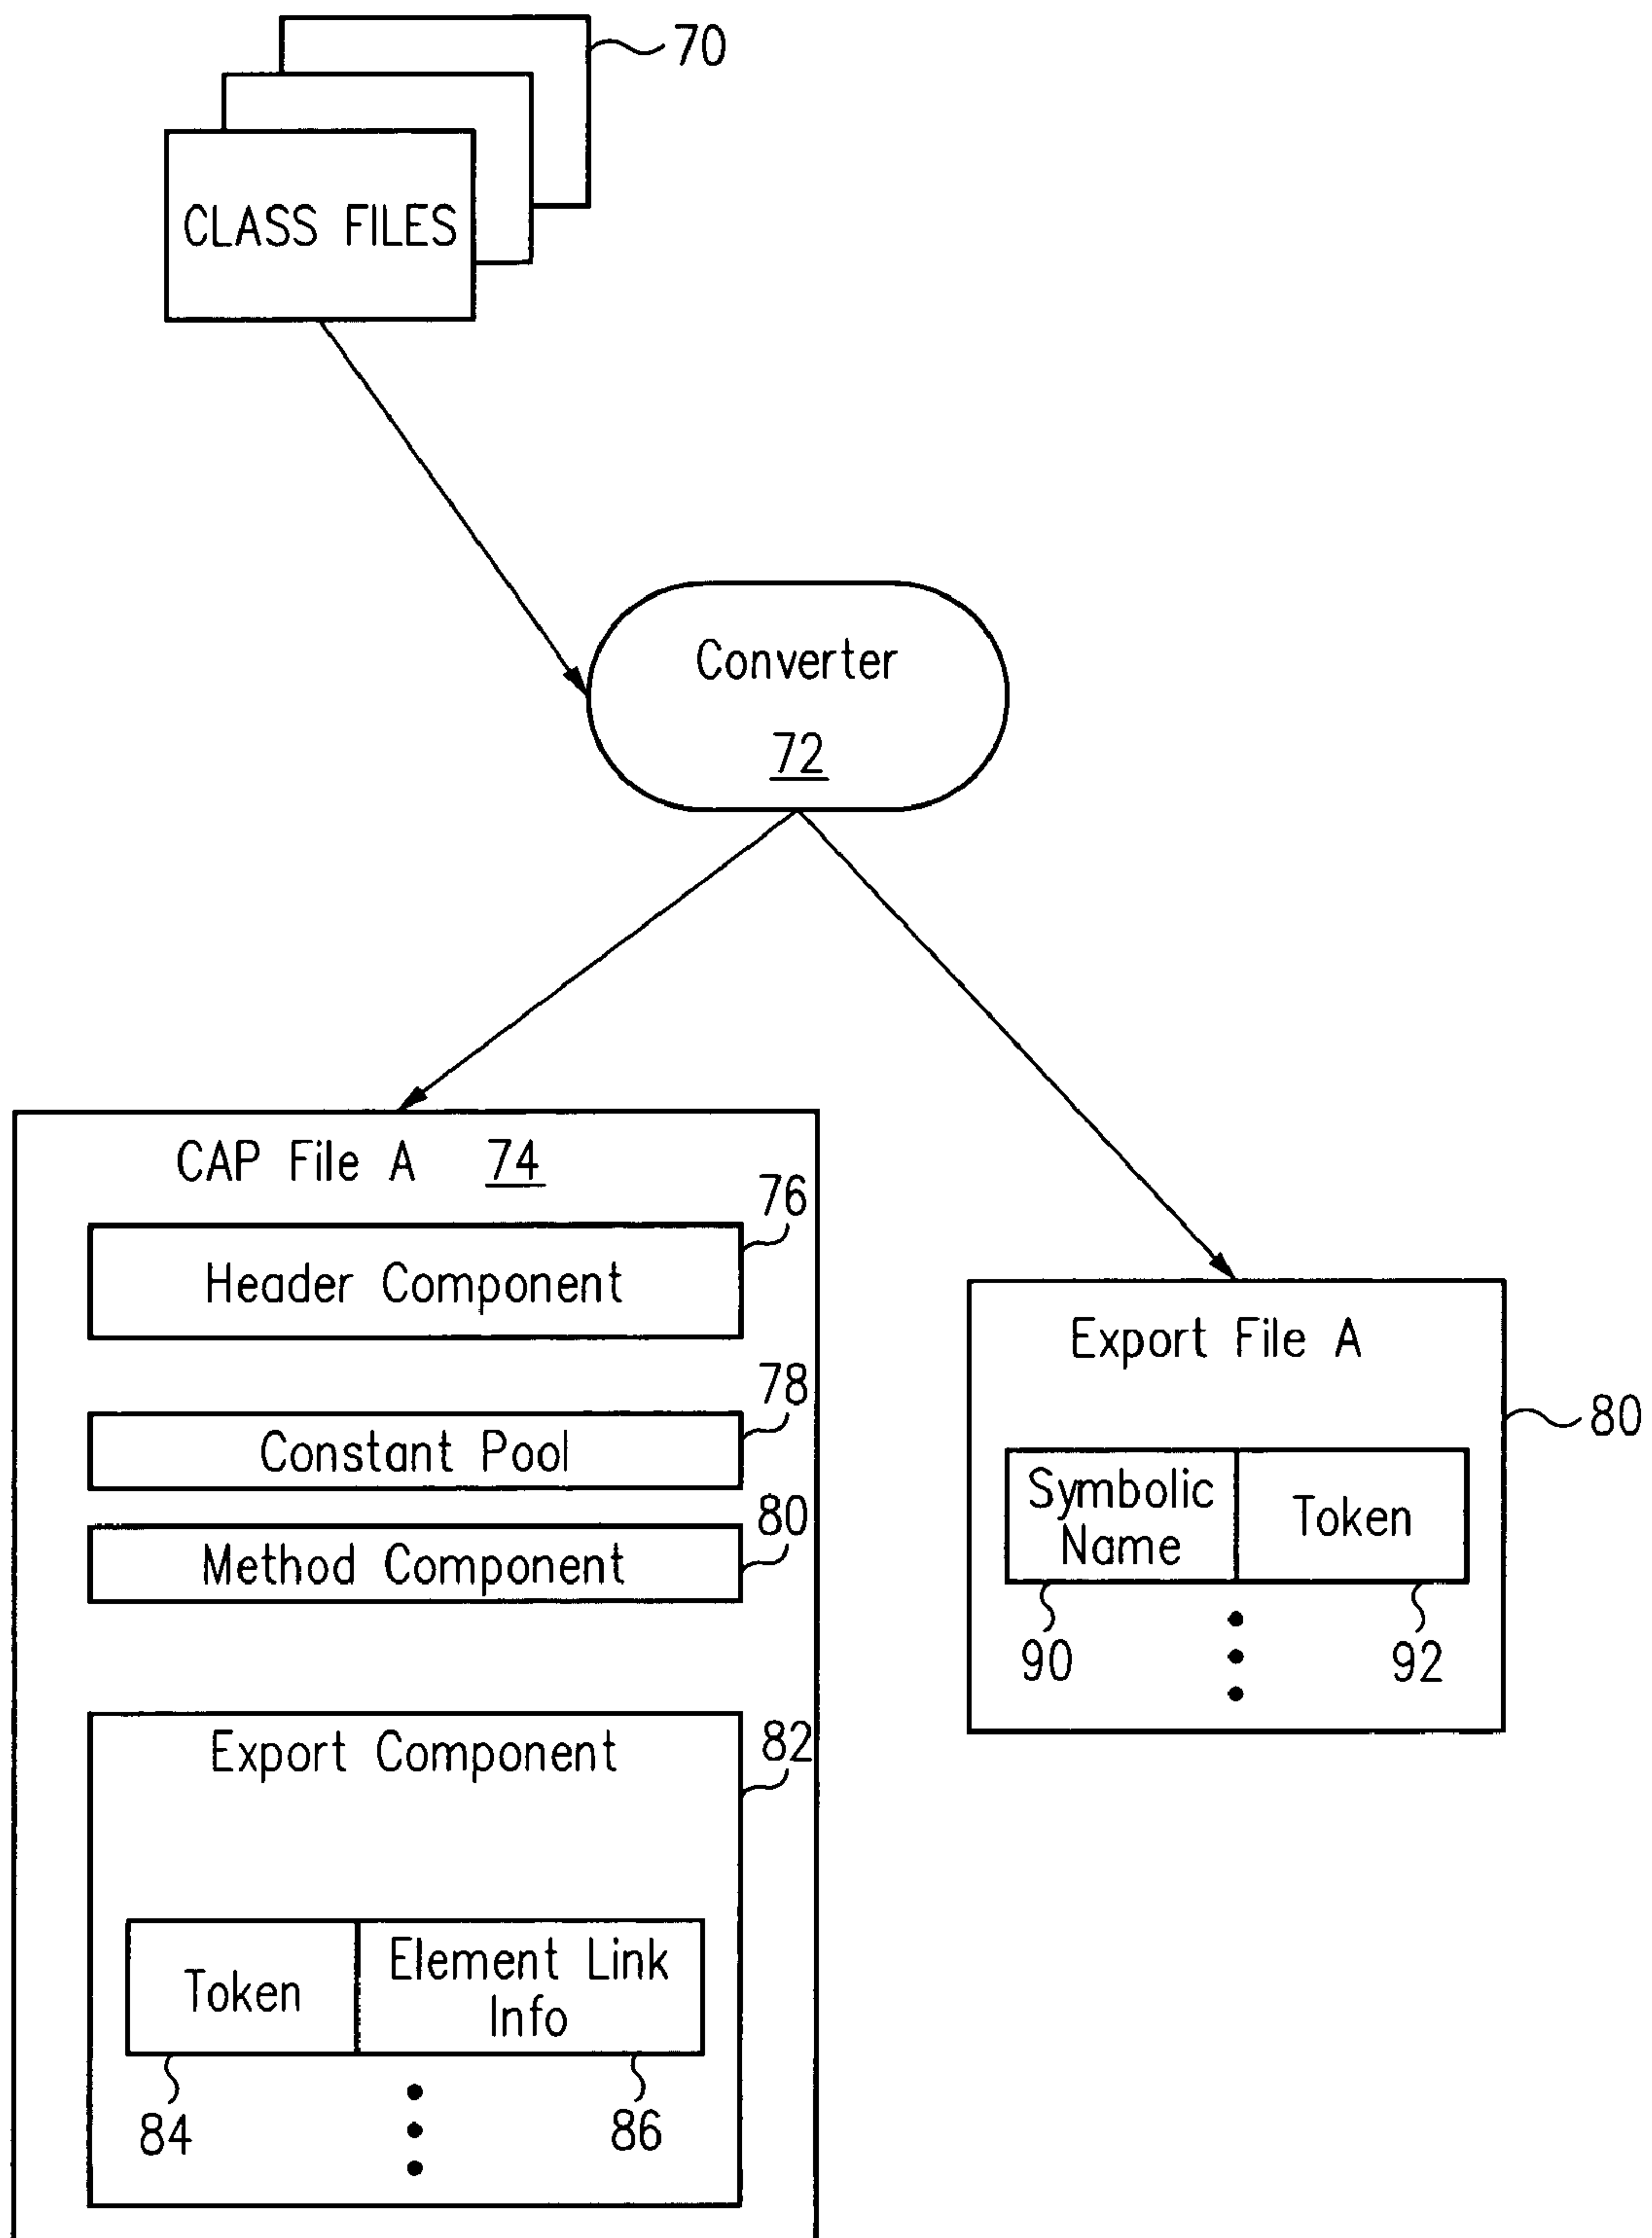 70
CLASS FILES
Converter
72
CAP File A 74
76
Header Component
78
Constant Pool
80
Method Component
82
Export Component
Token
Element Link
Info
84
86
Export File A
80
Symbolic
Name
Token
90
92